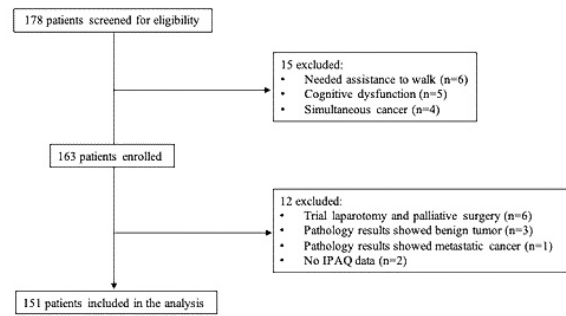 178 patients screened for eligibility
15 excluded:
• Needed assistance to walk (n=6)
• Cognitive dysfunction (n=5)
• Simultaneous cancer (n=4)
163 patients enrolled
12 excluded:
• Trial laparotomy and palliative surgery (n=6)
• Pathology results showed benign tumor (n=3)
• Pathology results showed metastatic cancer (n=1)
• No IPAQ data (n=2)
151 patients included in the analysis